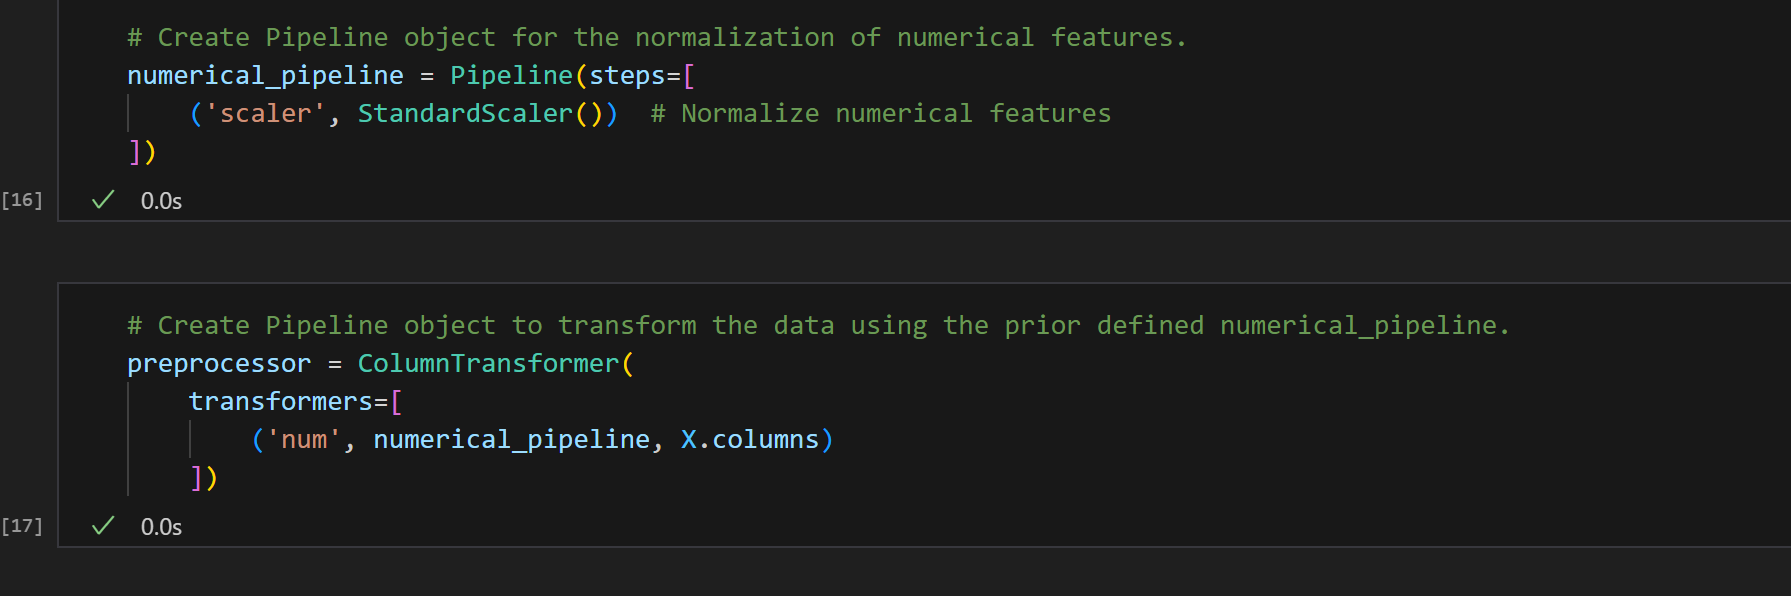 # Create Pipeline object for the normalization of numerical features.
numerical_pipeline = Pipeline(steps=[
    ('scaler', StandardScaler())  # Normalize numerical features
])
[16] ✓ 0.0s
# Create Pipeline object to transform the data using the prior defined numerical_pipeline.
preprocessor = ColumnTransformer(
    transformers=[
        ('num', numerical_pipeline, X.columns)
    ])
[17] ✓ 0.0s